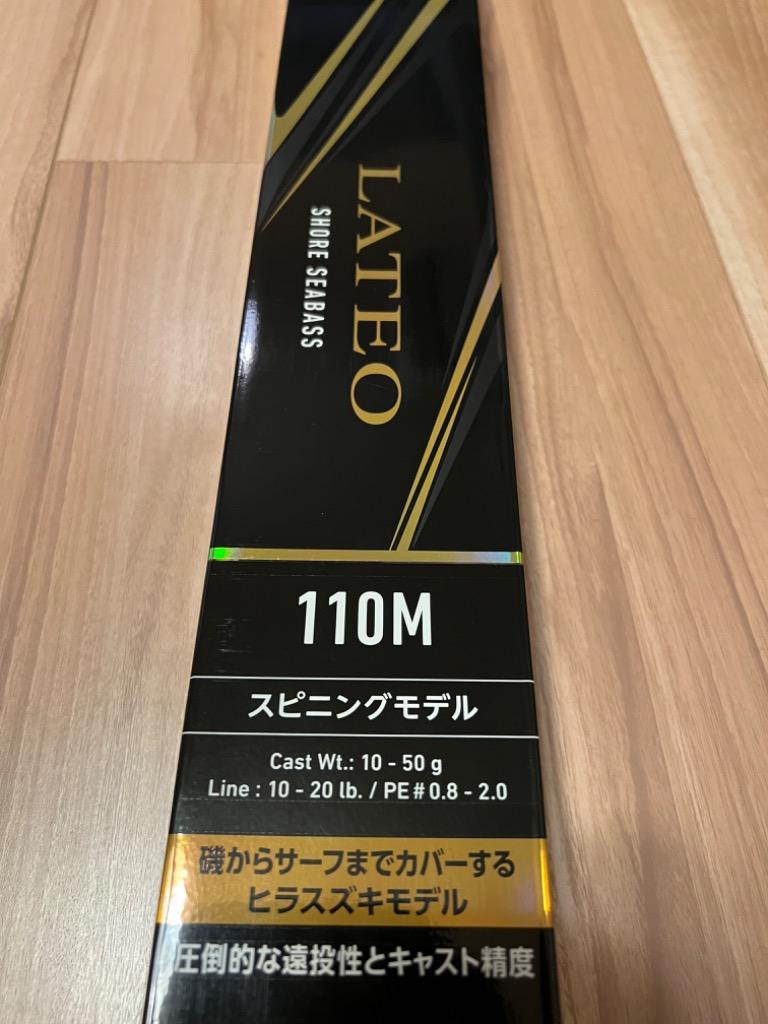 LATEO
SHORE SEABASS
110M
スピニングモデル
Cast Wt.: 10 - 50 g
Line : 10 - 20 lb. / PE#0.8 - 2.0
磯からサーフまでカバーする
ヒラスズキモデル
圧倒的な遠投性とキャスト精度